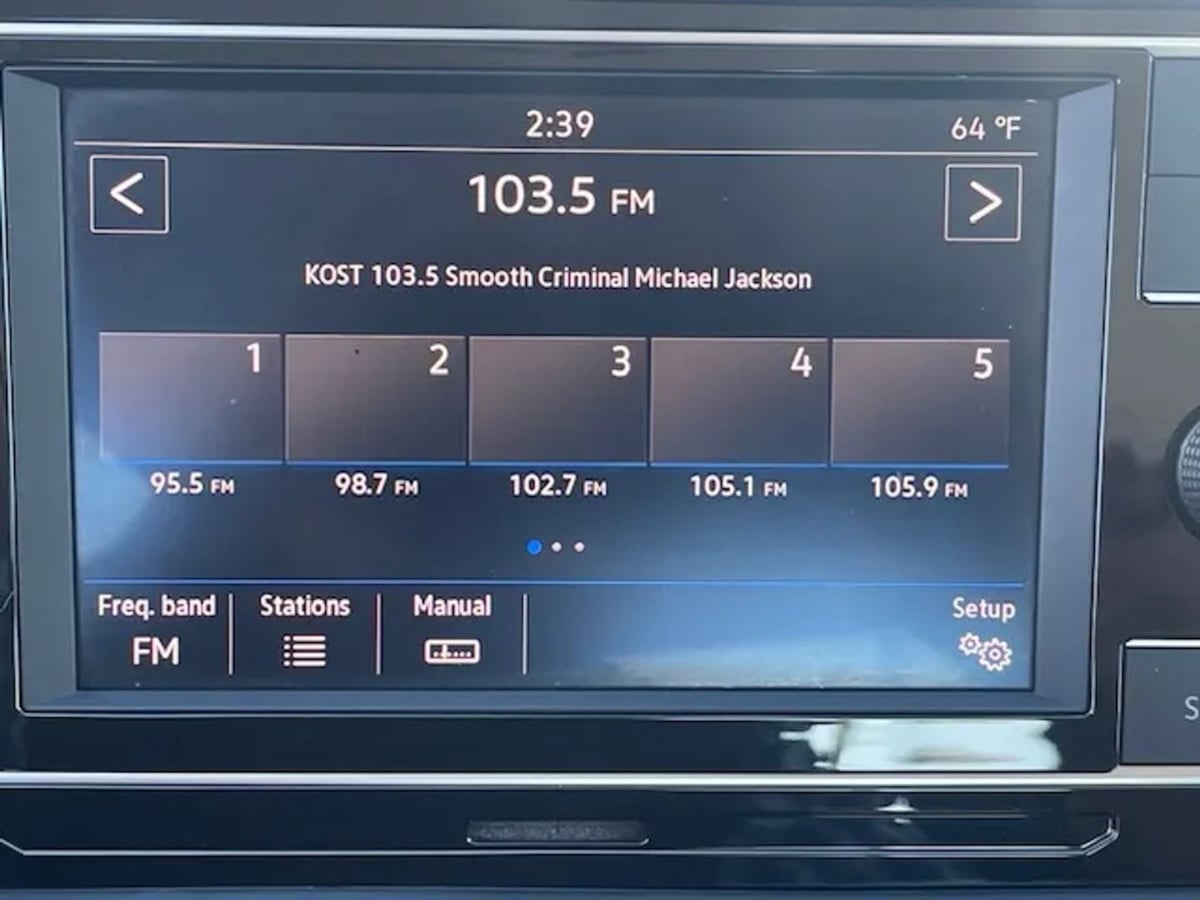 2:39
64 °F
<
103.5 FM
>
KOST 103.5 Smooth Criminal Michael Jackson
1 2 3 4 5
95.5 FM 98.7 FM 102.7 FM 105.1 FM 105.9 FM
Freq. band Stations Manual Setup
FM
S